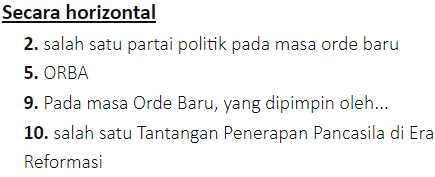 Secara horizontal
2. salah satu partai politik pada masa orde baru
5. ORBA
9. Pada masa Orde Baru, yang dipimpin oleh...
10. salah satu Tantangan Penerapan Pancasila di Era
Reformasi